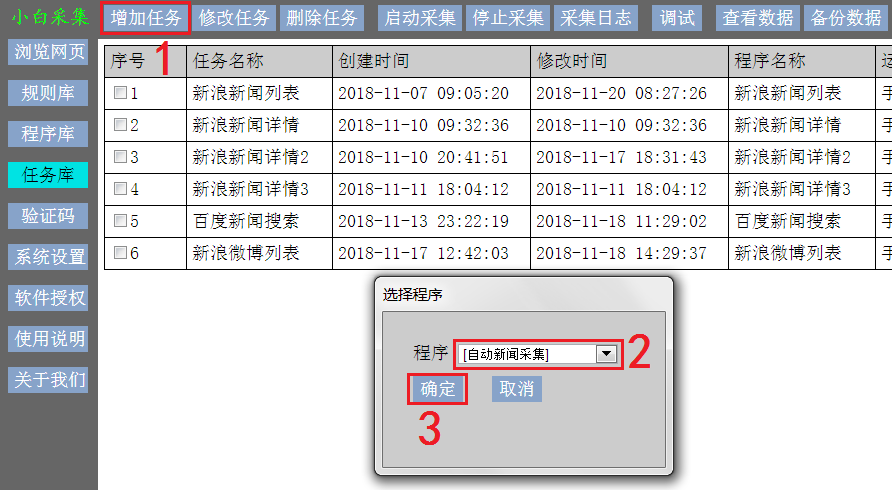 小白采集 增加任务 修改任务 删除任务 启动采集 停止采集 采集日志 调试 查看数据 备份数据
1
浏览网页
规则库
程序库
任务库
验证码
系统设置
软件授权
使用说明
关于我们
序号 任务名称 创建时间 修改时间 程序名称
1 新浪新闻列表 2018-11-07 09:05:20 2018-11-20 08:27:26 新浪新闻列表 手
2 新浪新闻详情 2018-11-10 09:32:36 2018-11-10 09:32:36 新浪新闻详情 手
3 新浪新闻详情2 2018-11-10 20:41:51 2018-11-17 18:31:43 新浪新闻详情2 手
4 新浪新闻详情3 2018-11-11 18:04:12 2018-11-11 18:04:12 新浪新闻详情3 手
5 百度新闻搜索 2018-11-13 23:22:19 2018-11-18 11:29:02 百度新闻搜索 手
6 新浪微博列表 2018-11-17 12:42:03 2018-11-18 14:29:37 新浪微博列表 手
选择程序
程序 [自动新闻采集] 2
确定 取消
3